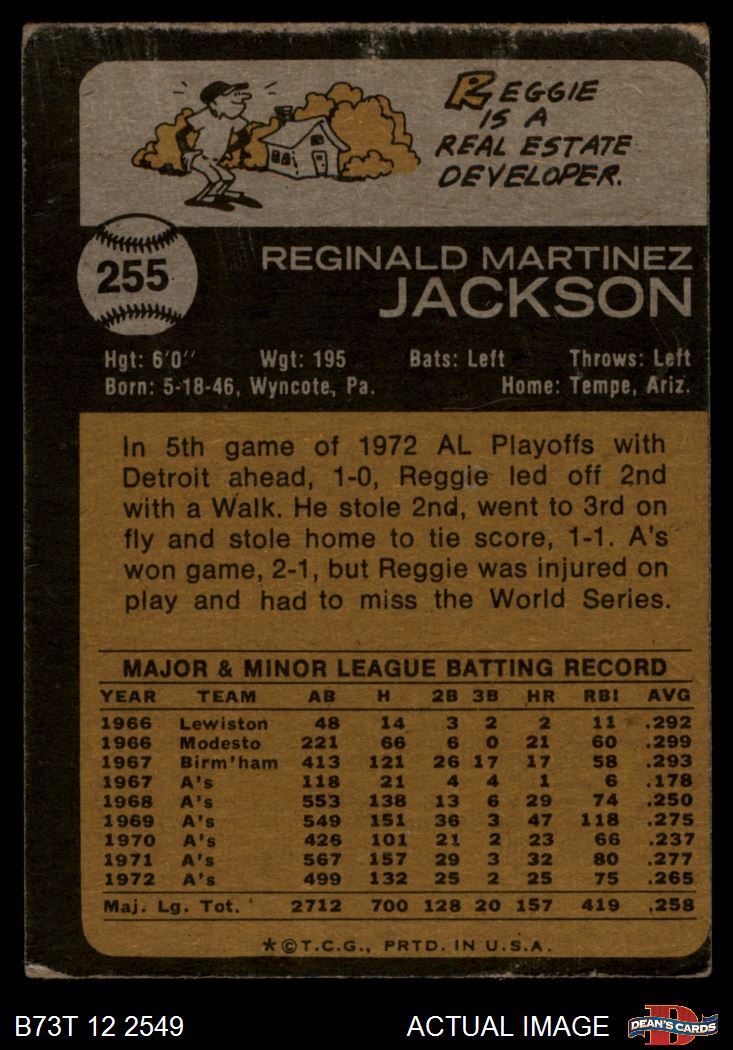 REGGIE
IS A
REAL ESTATE
DEVELOPER.
255
REGINALD MARTINEZ
JACKSON
Hgt: 6'0" Wgt: 195 Bats: Left Throws: Left
Born: 5-18-46, Wyncote, Pa. Home: Tempe, Ariz.
In 5th game of 1972 AL Playoffs with
Detroit ahead, 1-0, Reggie led off 2nd
with a Walk. He stole 2nd, went to 3rd on
fly and stole home to tie score, 1-1. A's
won game, 2-1, but Reggie was injured on
play and had to miss the World Series.
MAJOR & MINOR LEAGUE BATTING RECORD
YEAR TEAM AB H 2B 3B HR RBI AVG
1966 Lewiston 48 14 3 2 2 11 .292
1966 Modesto 221 66 6 0 21 60 .299
1967 Birm'ham 413 121 26 17 17 58 .293
1967 A's 118 21 4 4 1 6 .178
1968 A's 553 138 13 6 29 74 .250
1969 A's 549 151 36 3 47 118 .275
1970 A's 426 101 21 2 23 66 .237
1971 A's 567 157 29 3 32 80 .277
1972 A's 499 132 25 2 25 75 .265
Maj. Lg. Tot. 2712 700 128 20 157 419 .258
*©T.C.G., PRTD. IN U.S.A.
B73T 12 2549 ACTUAL IMAGE DEAN'S CARDS